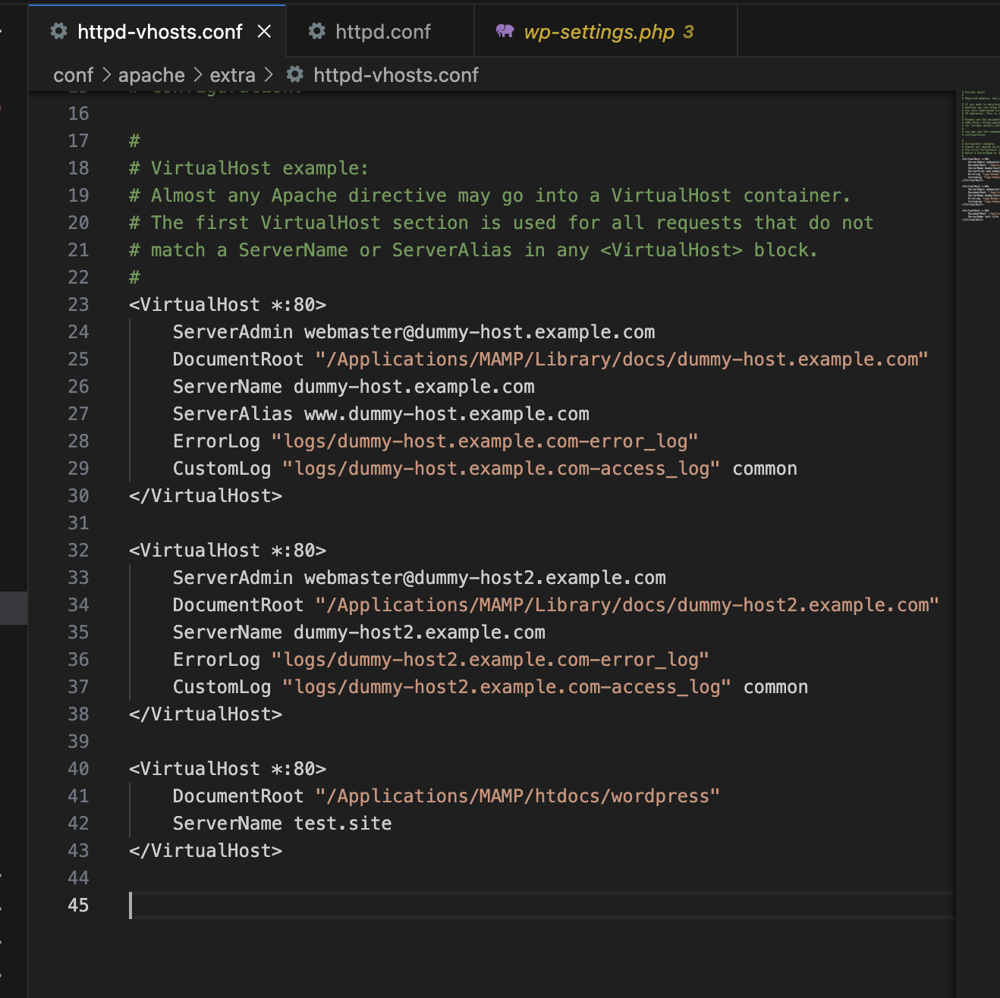 httpd-vhosts.conf
httpd.conf
wp-settings.php 3
conf > apache > extra > httpd-vhosts.conf
16
17 #
18 # VirtualHost example:
19 # Almost any Apache directive may go into a VirtualHost container.
20 # The first VirtualHost section is used for all requests that do not
21 # match a ServerName or ServerAlias in any <VirtualHost> block.
22 #
23 <VirtualHost *:80>
24 ServerAdmin webmaster@dummy-host.example.com
25 DocumentRoot "/Applications/MAMP/Library/docs/dummy-host.example.com"
26 ServerName dummy-host.example.com
27 ServerAlias www.dummy-host.example.com
28 ErrorLog "logs/dummy-host.example.com-error_log"
29 CustomLog "logs/dummy-host.example.com-access_log" common
30 </VirtualHost>
31
32 <VirtualHost *:80>
33 ServerAdmin webmaster@dummy-host2.example.com
34 DocumentRoot "/Applications/MAMP/Library/docs/dummy-host2.example.com"
35 ServerName dummy-host2.example.com
36 ErrorLog "logs/dummy-host2.example.com-error_log"
37 CustomLog "logs/dummy-host2.example.com-access_log" common
38 </VirtualHost>
39
40 <VirtualHost *:80>
41 DocumentRoot "/Applications/MAMP/htdocs/wordpress"
42 ServerName test.site
43 </VirtualHost>
44
45